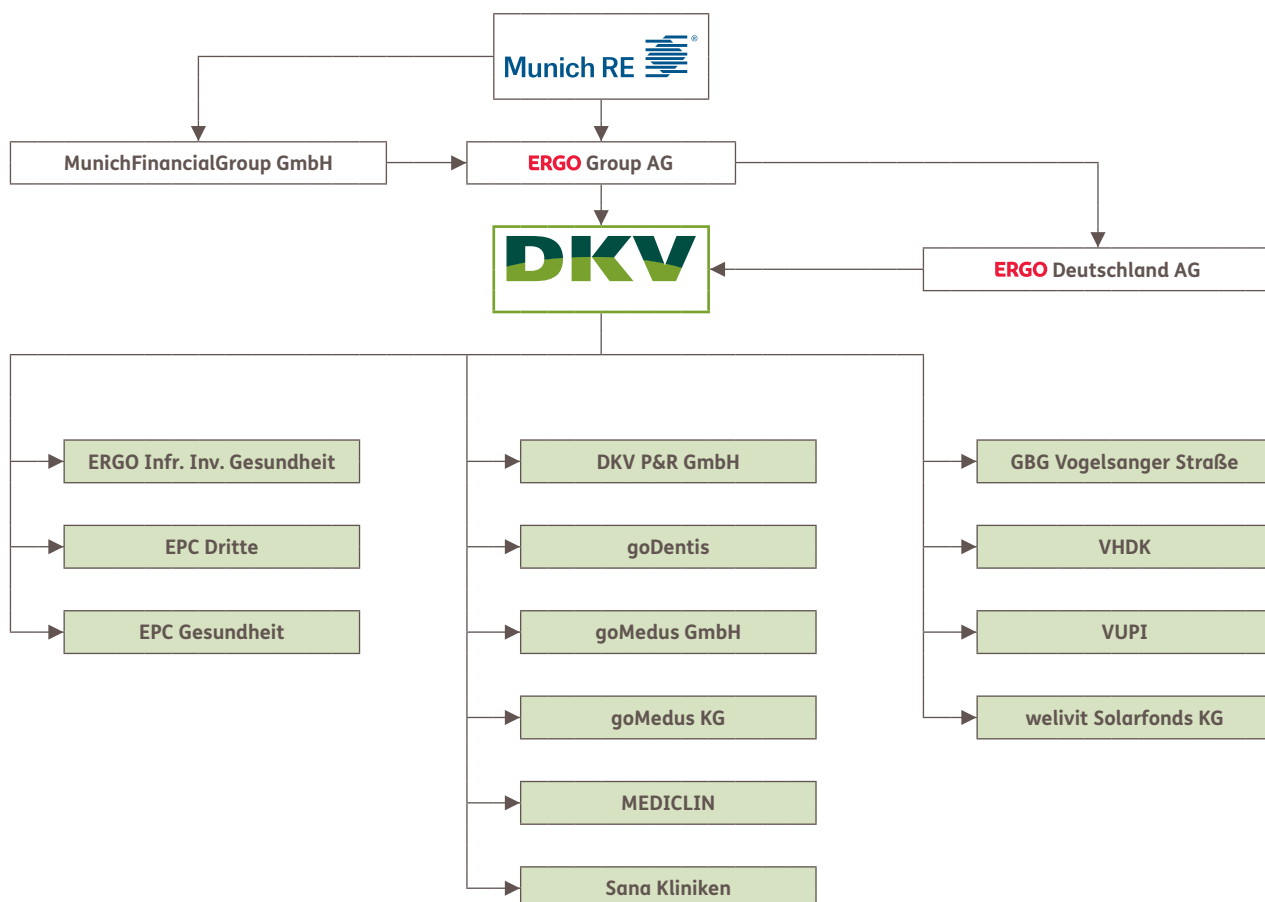 Munich RE ®
MunichFinancialGroup GmbH
ERGO Group AG
DKV
ERGO Deutschland AG
ERGO Infr. Inv. Gesundheit
DKV P&R GmbH
GBG Vogelsanger Straße
EPC Dritte
goDentis
VHDK
EPC Gesundheit
goMedus GmbH
VUPI
goMedus KG
welivit Solarfonds KG
MEDICLIN
Sana Kliniken